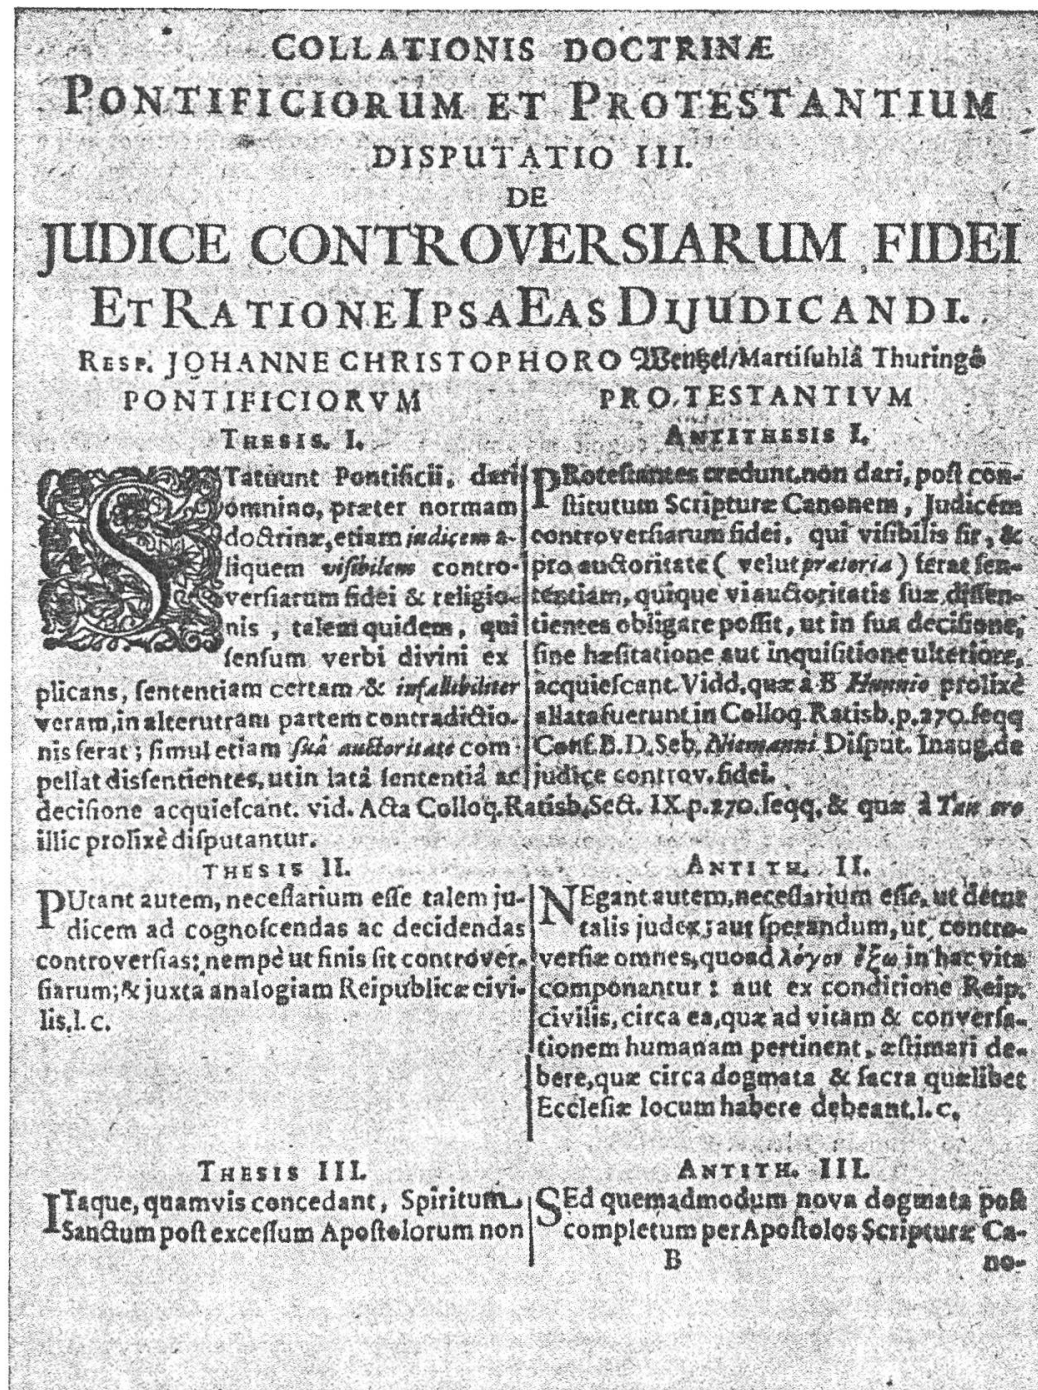 COLLATIONIS DOCTRINÆ
PONTIFICIORUM ET PROTESTANTIUM
DISPUTATIO III.
DE
JUDICE CONTROVERSIARUM FIDEI
ET RATIONE IPSA EAS DIJUDICANDI.
RESP. JOHANNE CHRISTOPHORO Wentzel/Martisublâ Thuringô
PONTIFICIORVM
THESIS. I.
STatuunt Pontificii, dari
omnino, præter normam
doctrinæ, etiam judicem a-
liquem visibilem contro-
versiarum fidei & religio-
nis, talem quidem, qui
sensum verbi divini ex
plicans, sententiam certam & infallibiliter
veram, in alterutram partem contradictio-
nis ferat; simul etiam suâ auctoritate com
pellat dissentientes, ut in latâ sententiâ ac
decisione acquiescant. vid. Acta Colloq. Ratisb. Sect. IX. p. 270. seqq. & quæ à Tan ero
illic prolixè disputantur.
PROTESTANTIVM
ANTITHESIS I.
PRotestantes credunt non dari, post con-
stitutum Scripturæ Canonem, Judicem
controversiarum fidei, qui visibilis sit, &
pro auctoritate (velut prætoria) ferat sen-
tentiam, quique vi auctoritatis suæ dissen-
tientes obligare possit, ut in sua decisione,
sine hæsitatione aut inquisitione ulteriore,
acquiescant. Vidd. quæ à B Hunnio prolixè
allata fuerunt in Colloq. Ratisb. p. 270. seqq
Conf. B. D. Seb. Niemanni Disput. Inaug. de
judice controv. fidei.
THESIS II.
PUtant autem, necessarium esse talem ju-
dicem ad cognoscendas ac decidendas
controversias; nempè ut finis sit controver-
siarum; & juxta analogiam Reipublicæ civi-
lis. l. c.
ANTITH. II.
NEgant autem, necessarium esse, ut detur
talis judex; aut sperandum, ut contro-
versiæ omnes, quoad λόγον ἔξω in hac vita
componantur: aut ex conditione Reip.
civilis, circa ea, quæ ad vitam & conversa-
tionem humanam pertinent, æstimari de-
bere, quæ circa dogmata & sacra quælibet
Ecclesiæ locum habere debeant. l. c.
THESIS III.
ITaque, quamvis concedant, Spiritum
Sanctum post excessum Apostolorum non
ANTITH. III.
SEd quemadmodum nova dogmata post
completum per Apostolos Scripturæ Ca-
B no-